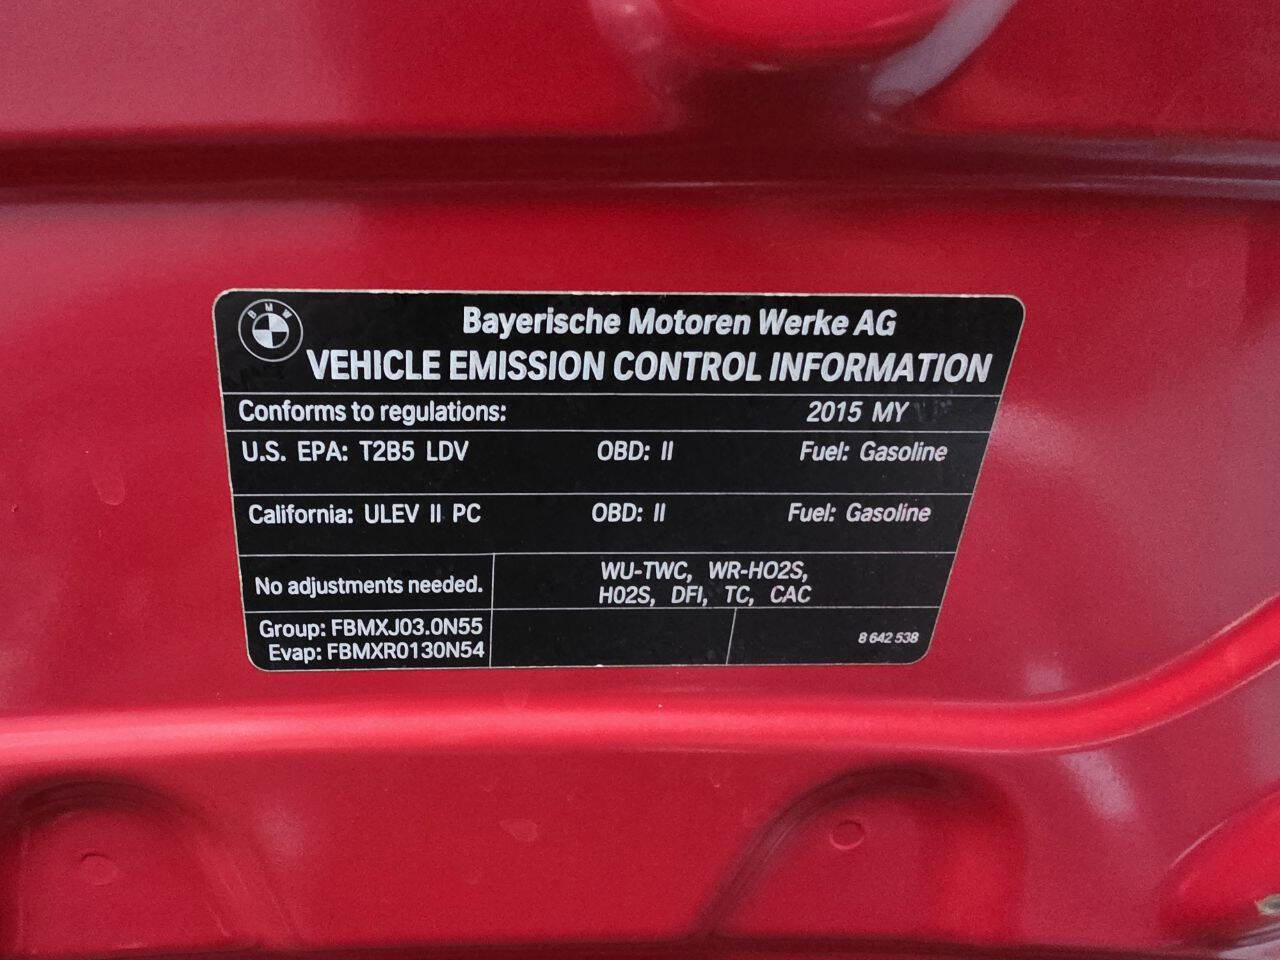 BMW
Bayerische Motoren Werke AG
VEHICLE EMISSION CONTROL INFORMATION
Conforms to regulations: 2015 MY
U.S. EPA: T2B5 LDV OBD: II Fuel: Gasoline
California: ULEV II PC OBD: II Fuel: Gasoline
No adjustments needed.
WU-TWC, WR-HO2S,
HO2S, DFI, TC, CAC
Group: FBMXJ03.0N55
Evap: FBMXR0130N54
8 642 538